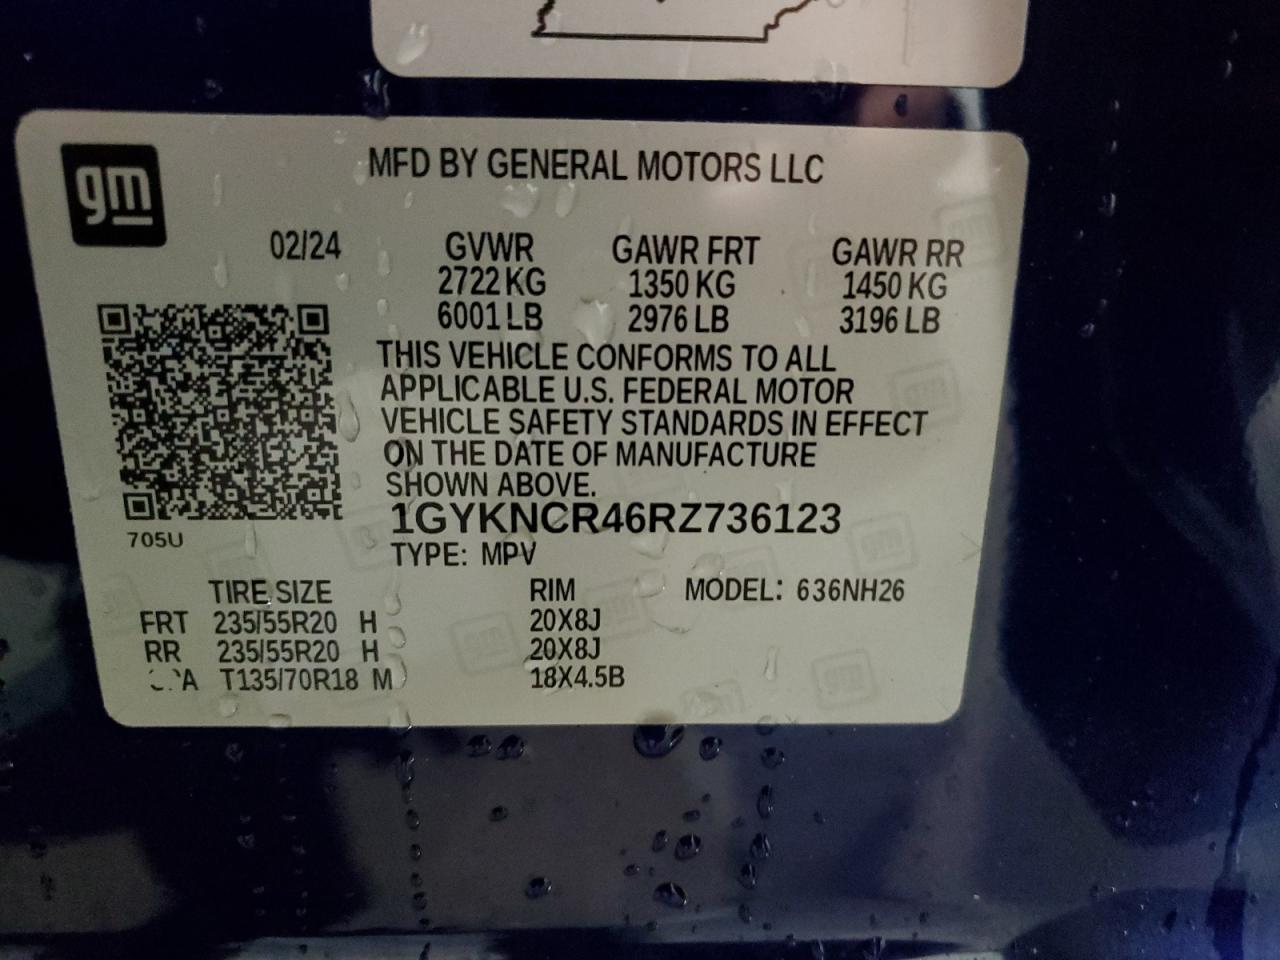 gm
MFD BY GENERAL MOTORS LLC
02/24 GVWR GAWR FRT GAWR RR
2722 KG 1350 KG 1450 KG
6001 LB 2976 LB 3196 LB
THIS VEHICLE CONFORMS TO ALL
APPLICABLE U.S. FEDERAL MOTOR
VEHICLE SAFETY STANDARDS IN EFFECT
ON THE DATE OF MANUFACTURE
SHOWN ABOVE.
1GYKNCR46RZ736123
705U
TYPE: MPV
TIRE SIZE RIM MODEL: 636NH26
FRT 235/55R20 H 20X8J
RR 235/55R20 H 20X8J
T135/70R18 M 18X4.5B